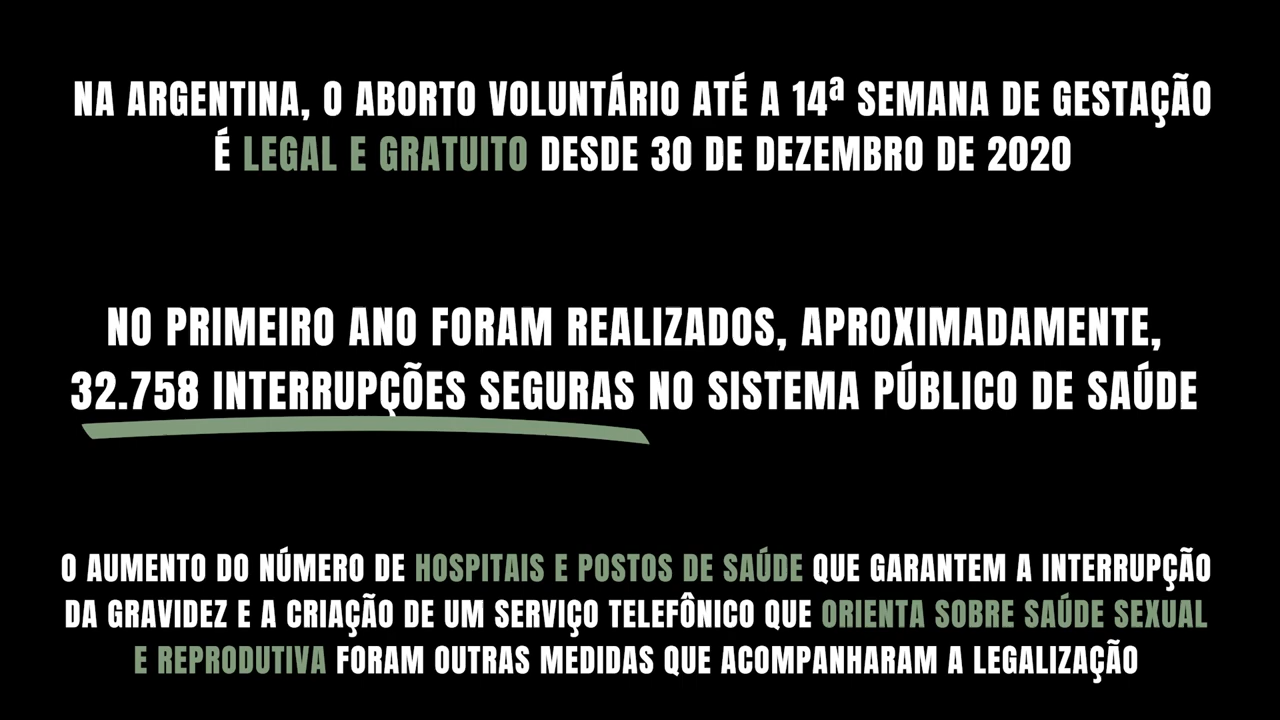 NA ARGENTINA, O ABORTO VOLUNTÁRIO ATÉ A 14ª SEMANA DE GESTAÇÃO
É LEGAL E GRATUITO DESDE 30 DE DEZEMBRO DE 2020
NO PRIMEIRO ANO FORAM REALIZADOS, APROXIMADAMENTE,
32.758 INTERRUPÇÕES SEGURAS NO SISTEMA PÚBLICO DE SAÚDE
O AUMENTO DO NÚMERO DE HOSPITAIS E POSTOS DE SAÚDE QUE GARANTEM A INTERRUPÇÃO
DA GRAVIDEZ E A CRIAÇÃO DE UM SERVIÇO TELEFÔNICO QUE ORIENTA SOBRE SAÚDE SEXUAL
E REPRODUTIVA FORAM OUTRAS MEDIDAS QUE ACOMPANHARAM A LEGALIZAÇÃO